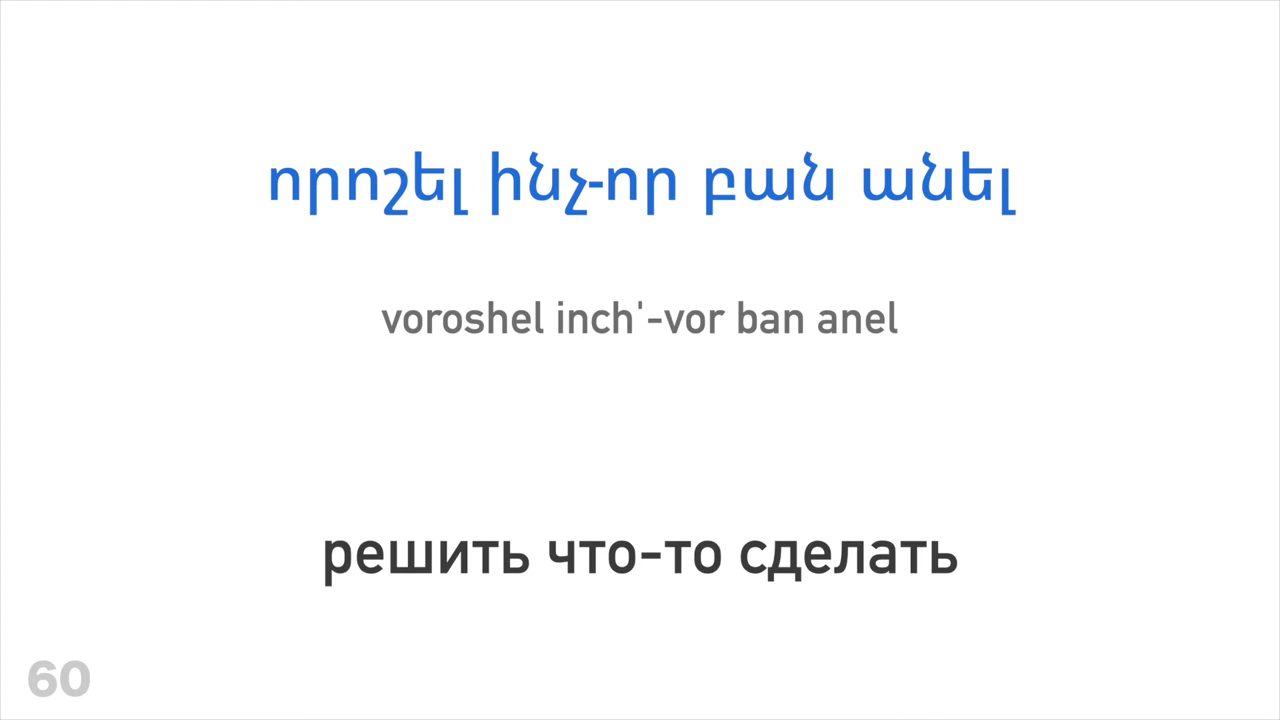 որոշել ինչ-որ բան անել
voroshel inch'-vor ban anel
решить что-то сделать
60